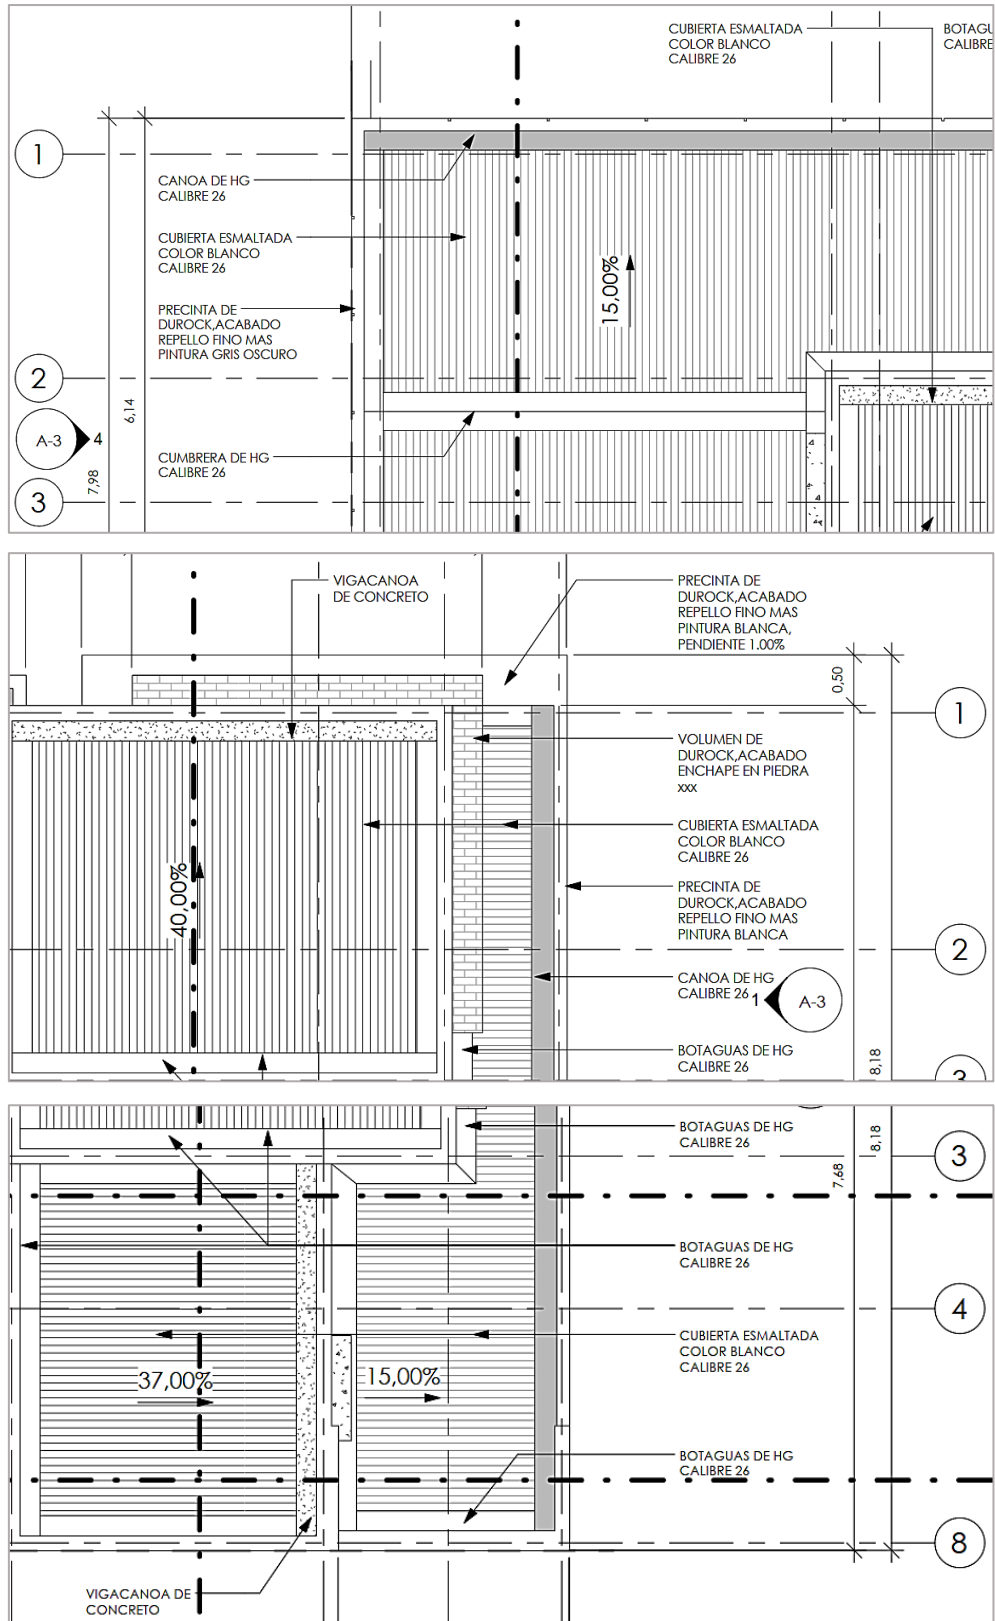 CUBIERTA ESMALTADA
COLOR BLANCO
CALIBRE 26
BOTAGU
CALIBRE
1
CANOA DE HG
CALIBRE 26
CUBIERTA ESMALTADA
COLOR BLANCO
CALIBRE 26
15,00%
PRECINTA DE
DUROCK,ACABADO
REPELLO FINO MAS
PINTURA GRIS OSCURO
2
6,14
A-3
4
CUMBRERA DE HG
CALIBRE 26
7,98
3
VIGACANOA
DE CONCRETO
PRECINTA DE
DUROCK,ACABADO
REPELLO FINO MAS
PINTURA BLANCA,
PENDIENTE 1.00%
0,50
1
VOLUMEN DE
DUROCK,ACABADO
ENCHAPE EN PIEDRA
xxx
CUBIERTA ESMALTADA
COLOR BLANCO
CALIBRE 26
40,00%
PRECINTA DE
DUROCK,ACABADO
REPELLO FINO MAS
PINTURA BLANCA
2
CANOA DE HG
CALIBRE 26
1
A-3
BOTAGUAS DE HG
CALIBRE 26
8,18
3
BOTAGUAS DE HG
CALIBRE 26
8,18
3
7,68
BOTAGUAS DE HG
CALIBRE 26
4
CUBIERTA ESMALTADA
COLOR BLANCO
CALIBRE 26
37,00%
15,00%
BOTAGUAS DE HG
CALIBRE 26
8
VIGACANOA DE
CONCRETO